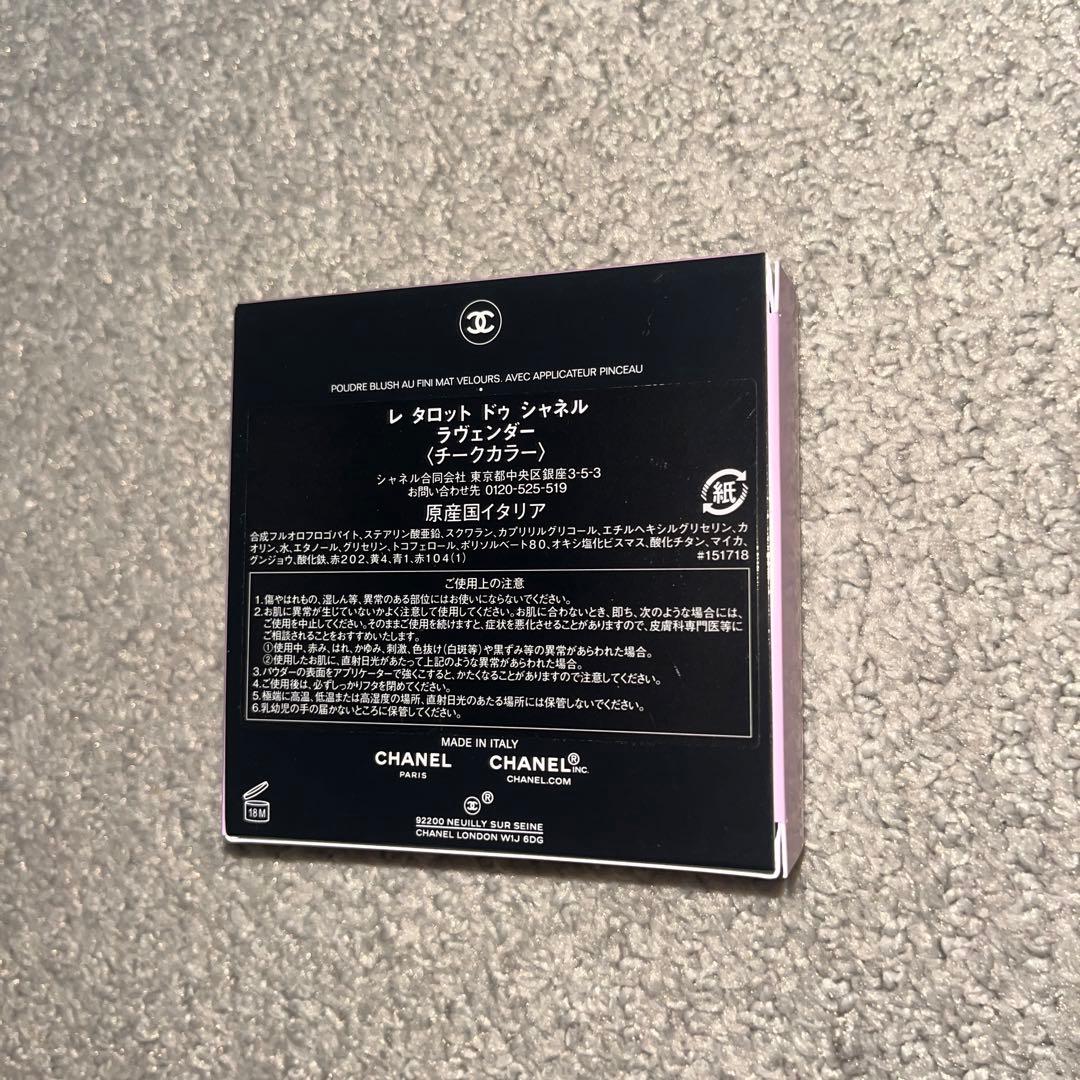 POUDRE BLUSH AU FINI MAT VELOURS. AVEC APPLICATEUR PINCEAU
レ タロット ドゥ シャネル
ラヴェンダー
〈チークカラー〉
シャネル合同会社 東京都中央区銀座3-5-3
お問い合わせ先 0120-525-519
原産国イタリア
紙
合成フルオロフロゴパイト、ステアリン酸亜鉛、スクワラン、カプリリルグリコール、エチルヘキシルグリセリン、カ
オリン、水、エタノール、グリセリン、トコフェロール、ポリソルベート80、オキシ塩化ビスマス、酸化チタン、マイカ、
グンジョウ、酸化鉄、赤202、黄4、青1、赤104(1)
#151718
ご使用上の注意
1.傷やはれもの、湿しん等、異常のある部位にはお使いにならないでください。
2.お肌に異常が生じていないかよく注意して使用してください。お肌に合わないとき、即ち、次のような場合には、
ご使用を中止してください。そのままご使用を続けますと、症状を悪化させることがありますので、皮膚科専門医等に
ご相談されることをおすすめいたします。
①使用中、赤み、はれ、かゆみ、刺激、色抜け(白斑等)や黒ずみ等の異常があらわれた場合。
②使用したお肌に、直射日光があたって上記のような異常があらわれた場合。
3.パウダーの表面をアプリケーターで強くこすると、かたくなることがありますので注意してください。
4.ご使用後は、必ずしっかりフタを閉めてください。
5.極端に高温、低温または高湿度の場所、直射日光のあたる場所には保管しないでください。
6.乳幼児の手の届かないところに保管してください。
MADE IN ITALY
CHANEL
PARIS
CHANEL® INC.
CHANEL.COM
18M
®
92200 NEUILLY SUR SEINE
CHANEL LONDON W1J 6DG